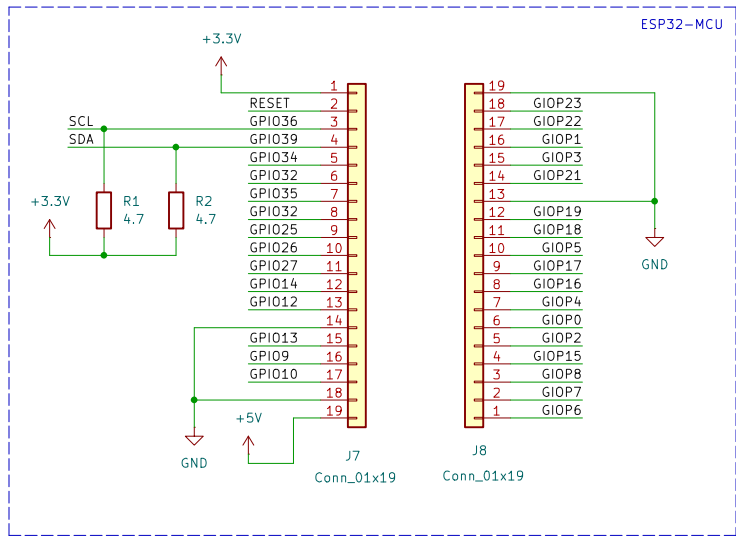 ESP32-MCU
+3.3V
1
RESET 2
SCL GPIO36 3
SDA GPIO39 4
GPIO34 5
GPIO32 6
GPIO35 7
GPIO32 8
GPIO25 9
GPIO26 10
GPIO27 11
GPIO14 12
GPIO12 13
14
GPIO13 15
GPIO9 16
GPIO10 17
18
19
+3.3V
R1
4.7
R2
4.7
+5V
GND
J7
Conn_01x19
19
18 GIOP23
17 GIOP22
16 GIOP1
15 GIOP3
14 GIOP21
13
12 GIOP19
11 GIOP18
10 GIOP5
9 GIOP17
8 GIOP16
7 GIOP4
6 GIOP0
5 GIOP2
4 GIOP15
3 GIOP8
2 GIOP7
1 GIOP6
GND
J8
Conn_01x19